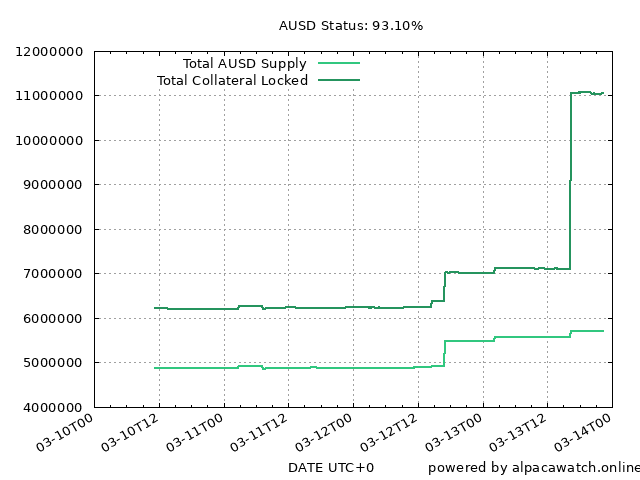 AUSD Status: 93.10%
12000000
11000000
10000000
9000000
8000000
7000000
6000000
5000000
4000000
Total AUSD Supply
Total Collateral Locked
03-10T00
03-10T12
03-11T00
03-11T12
03-12T00
03-12T12
03-13T00
03-13T12
03-14T00
DATE UTC+0
powered by alpacawatch.online